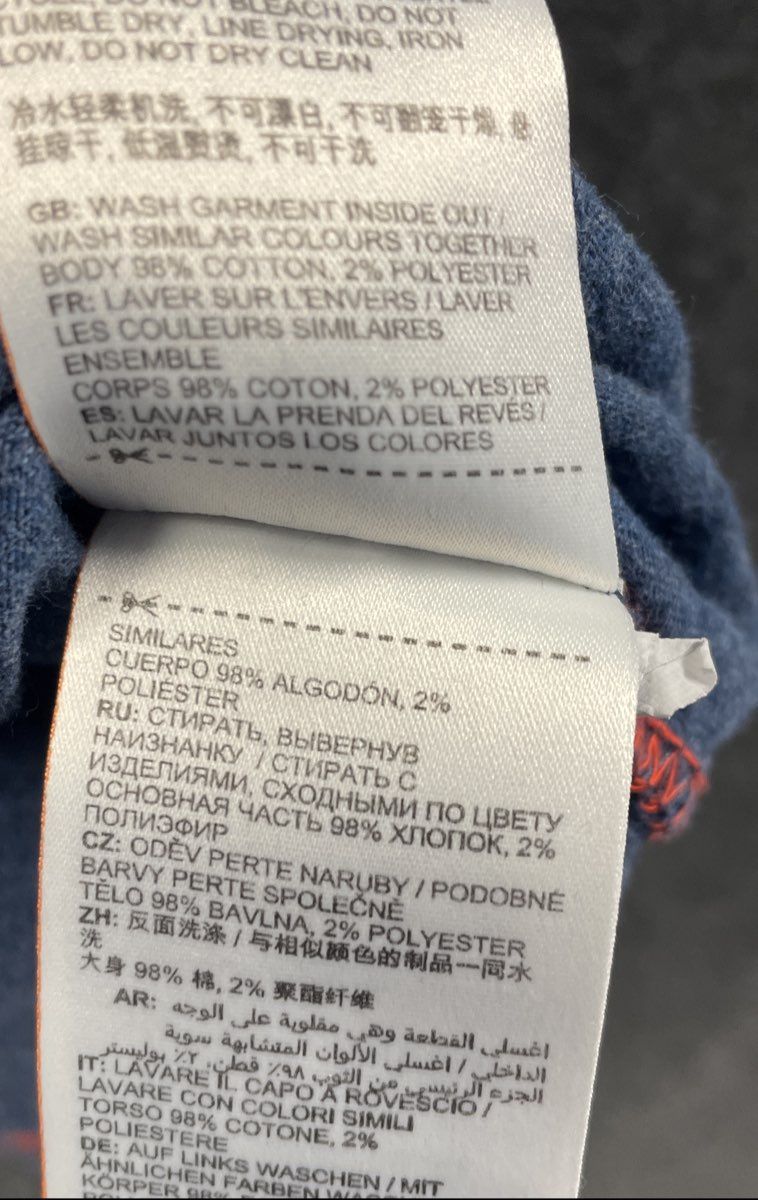 DO NOT BLEACH, DO NOT
TUMBLE DRY, LINE DRYING, IRON
LOW, DO NOT DRY CLEAN
冷水轻柔机洗, 不可漂白, 不可翻笼干燥, 悬
挂晾干, 低温熨烫, 不可干洗
GB: WASH GARMENT INSIDE OUT /
WASH SIMILAR COLOURS TOGETHER
BODY 98% COTTON, 2% POLYESTER
FR: LAVER SUR L'ENVERS / LAVER
LES COULEURS SIMILAIRES
ENSEMBLE
CORPS 98% COTON, 2% POLYESTER
ES: LAVAR LA PRENDA DEL REVÉS /
LAVAR JUNTOS LOS COLORES
SIMILARES
CUERPO 98% ALGODÓN, 2%
POLIÉSTER
RU: СТИРАТЬ, ВЫВЕРНУВ
НАИЗНАНКУ / СТИРАТЬ С
ИЗДЕЛИЯМИ, СХОДНЫМИ ПО ЦВЕТУ
ОСНОВНАЯ ЧАСТЬ 98% ХЛОПОК, 2%
ПОЛИЭФИР
CZ: ODĚV PERTE NARUBY / PODOBNÉ
BARVY PERTE SPOLEČNĚ
TĚLO 98% BAVLNA, 2% POLYESTER
ZH: 反面洗涤 / 与相似颜色的制品一同水
洗
大身 98% 棉, 2% 聚酯纤维
AR: اغسلي القطعة وهي مقلوبة على الوجه
الداخلي / اغسلي الألوان المتشابهة سوية
الجزء الرئيسي من الثوب ٩٨٪ قطن، ٢٪ بوليستر
IT: LAVARE IL CAPO A ROVESCIO /
LAVARE CON COLORI SIMILI
TORSO 98% COTONE, 2%
POLIESTERE
DE: AUF LINKS WASCHEN / MIT
ÄHNLICHEN FARBEN
KÖRPER 98%